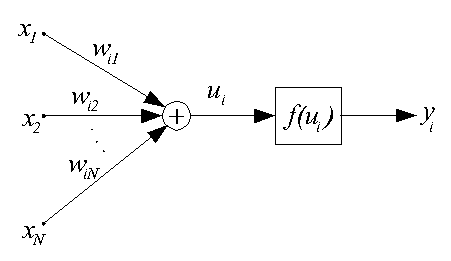 x₁
wᵢ₁
x₂
wᵢ₂
+
uᵢ
f(uᵢ)
yᵢ
wᵢN
xN